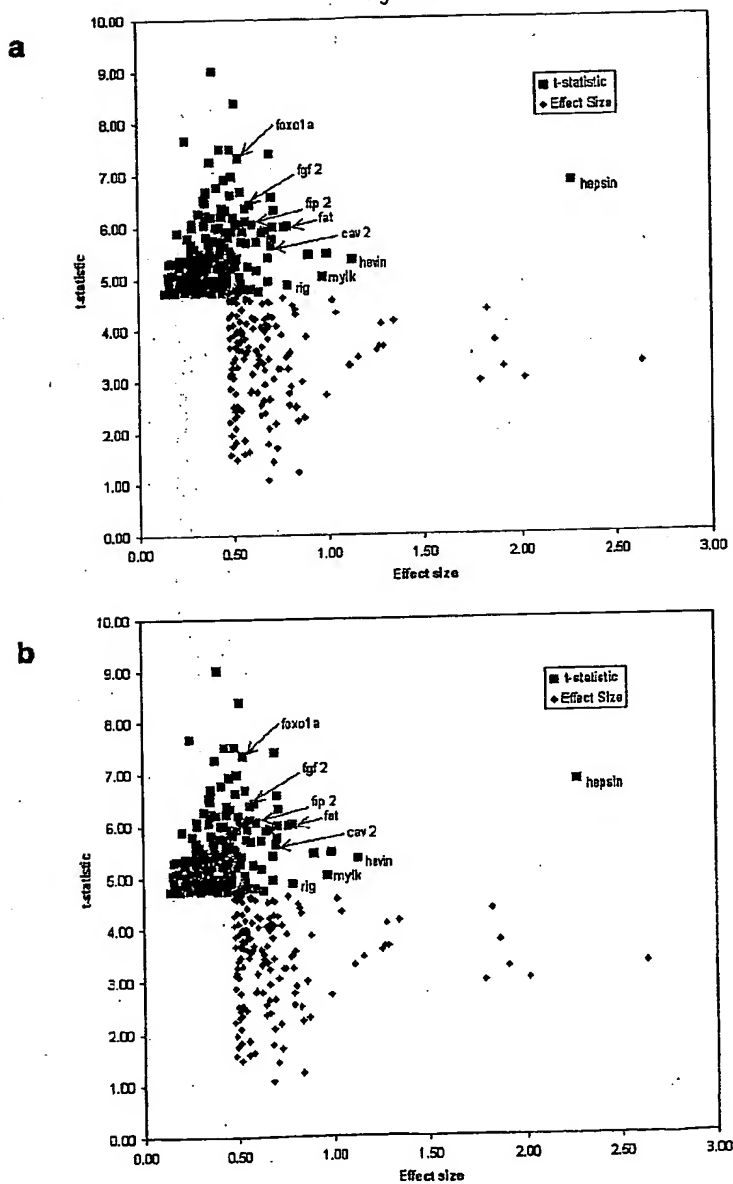 a
10.00
9.00
8.00
7.00
6.00
5.00
4.00
3.00
2.00
1.00
0.00
t-statistic
t-statistic
Effect Size
foxo1a
fgf 2
fip 2
fat
cav 2
hevin
mylk
rig
hepsin
0.00 0.50 1.00 1.50 2.00 2.50 3.00
Effect size
b
10.00
9.00
8.00
7.00
6.00
5.00
4.00
3.00
2.00
1.00
0.00
t-statistic
t-statistic
Effect Size
foxo1a
fgf 2
fip 2
fat
cav 2
hevin
mylk
rig
hepsin
0.00 0.50 1.00 1.50 2.00 2.50 3.00
Effect size